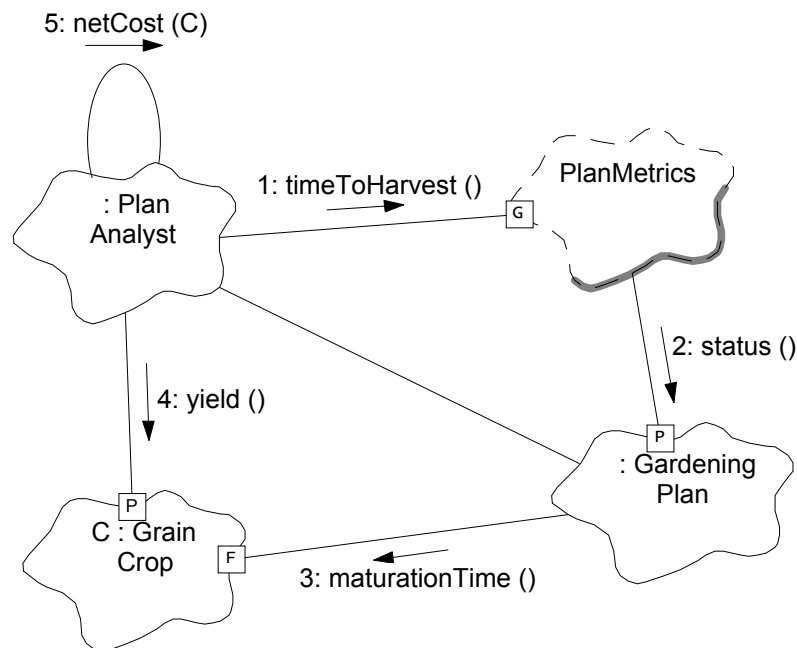 5: netCost (C)
: Plan
Analyst
1: timeToHarvest ()
G
PlanMetrics
2: status ()
4: yield ()
P
: Gardening
Plan
P
C : Grain
Crop
F
3: maturationTime ()